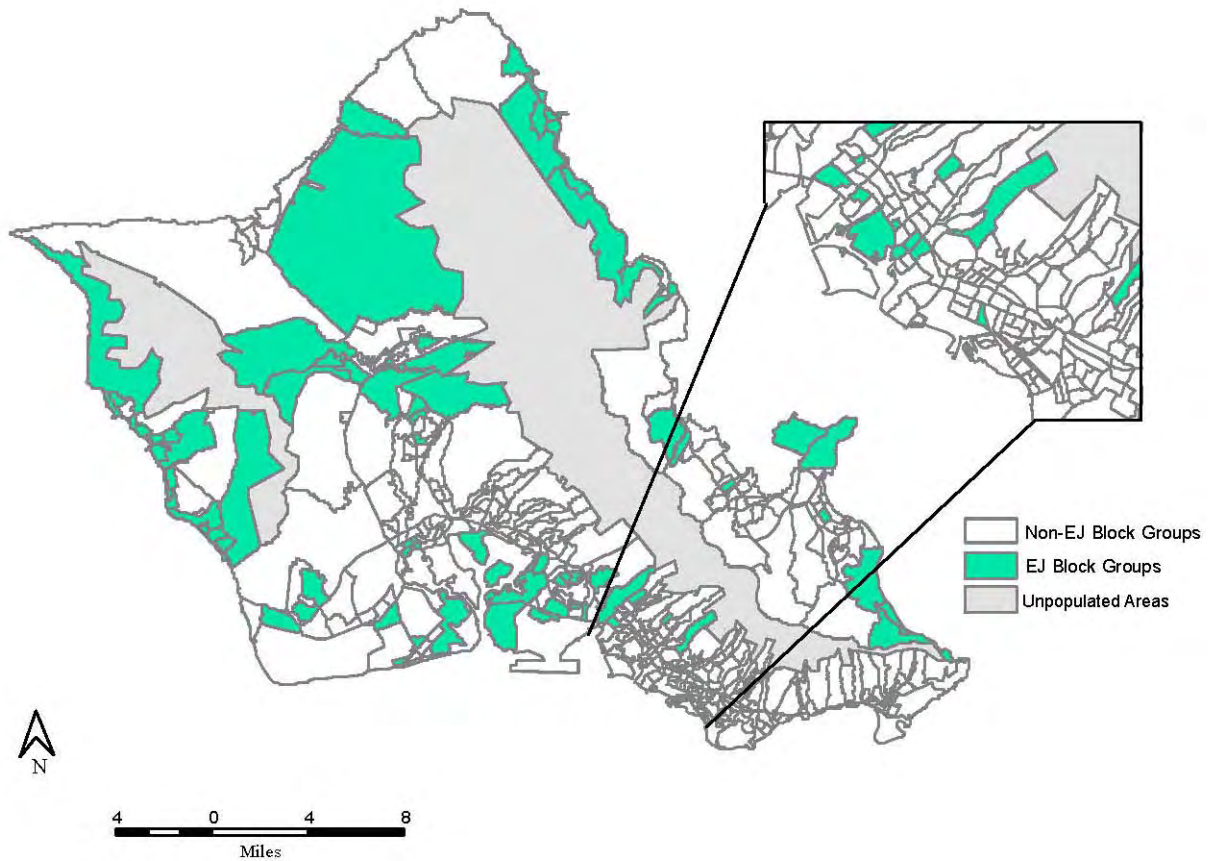 Non-EJ Block Groups
EJ Block Groups
Unpopulated Areas
N
4 0 4 8
Miles